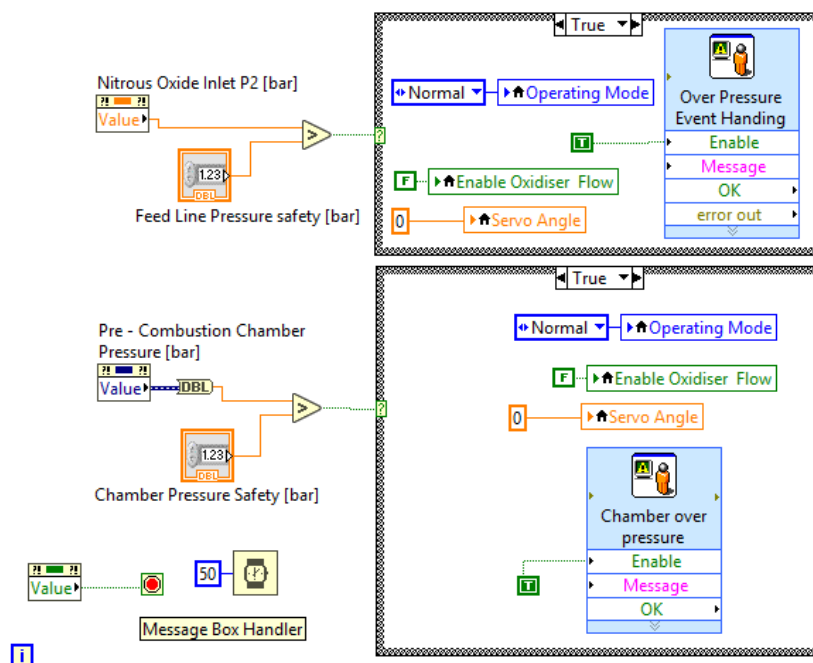 True
Nitrous Oxide Inlet P2 [bar]
?! ?!
Value
>
?
1.23
DBL
Feed Line Pressure safety [bar]
Normal
Operating Mode
T
F
Enable Oxidiser Flow
0
Servo Angle
A
Over Pressure
Event Handing
Enable
Message
OK
error out
True
Pre - Combustion Chamber
Pressure [bar]
?! ?!
Value
DBL
>
?
1.23
DBL
Chamber Pressure Safety [bar]
Normal
Operating Mode
F
Enable Oxidiser Flow
0
Servo Angle
A
Chamber over
pressure
Enable
T
Message
OK
?! ?!
Value
50
Message Box Handler
i